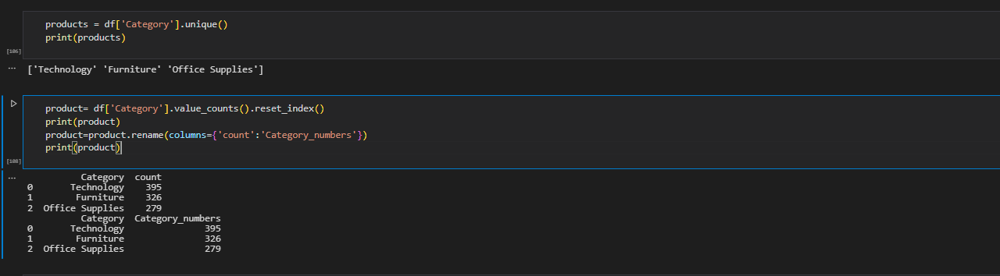 products = df['Category'].unique()
print(products)
[106]
... ['Technology' 'Furniture' 'Office Supplies']
product= df['Category'].value_counts().reset_index()
print(product)
product=product.rename(columns={'count':'Category_numbers'})
print(product)
[108]
... Category count
0 Technology 395
1 Furniture 326
2 Office Supplies 279
Category Category_numbers
0 Technology 395
1 Furniture 326
2 Office Supplies 279